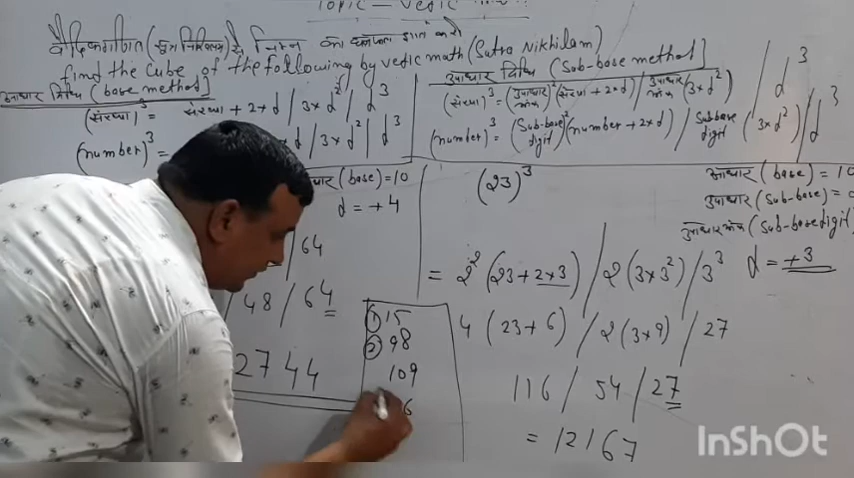 Topic - Vedic
वैदिकगणित (सूत्र निखिलम्) से निम्न का घनफल ज्ञात करो
find the Cube of the following by vedic math (Sutra Nikhilam)
आधार विधि (base method)
(संख्या)³ = संख्या + 2×d / 3×d² / d³
(number)³ = ×d / 3×d² / d³
(base) = 10
d = +4
/ 64
/ 48 / 64
2744
① 15
② 98
109
6
उपाधार विधि (Sub-base method)
(संख्या)³ = (उपाधार अंक)² (संख्या + 2×d) / उपाधार अंक (3×d²) / d³
(number)³ = (Sub-base digit)² (number + 2×d) / Sub base digit (3×d²) / d³
(23)³
आधार (base) = 10
उपाधार (Sub-base) =
उपाधार अंक (Sub-base digit)
d = +3
= 2² (23 + 2×3) / 2 (3×3²) / 3³
4 (23 + 6) / 2 (3×9) / 27
116 / 54 / 27
= 12167
InShOt